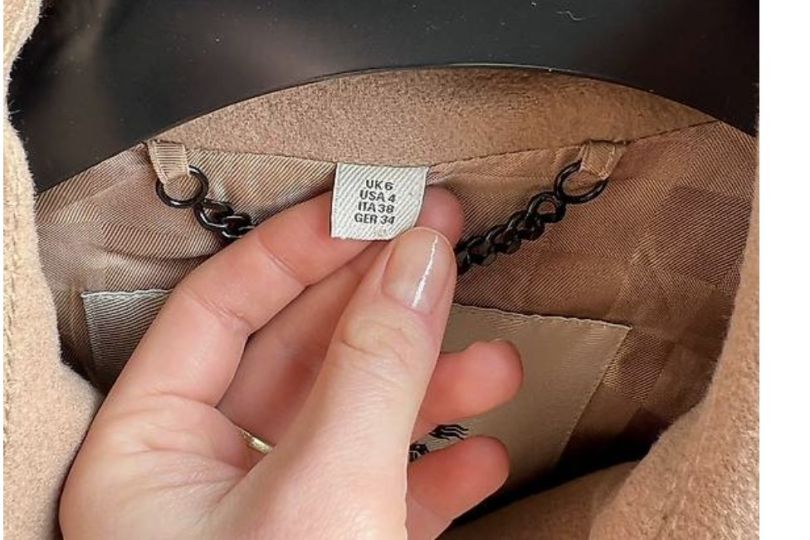 UK 6
USA 4
ITA 38
GER 34